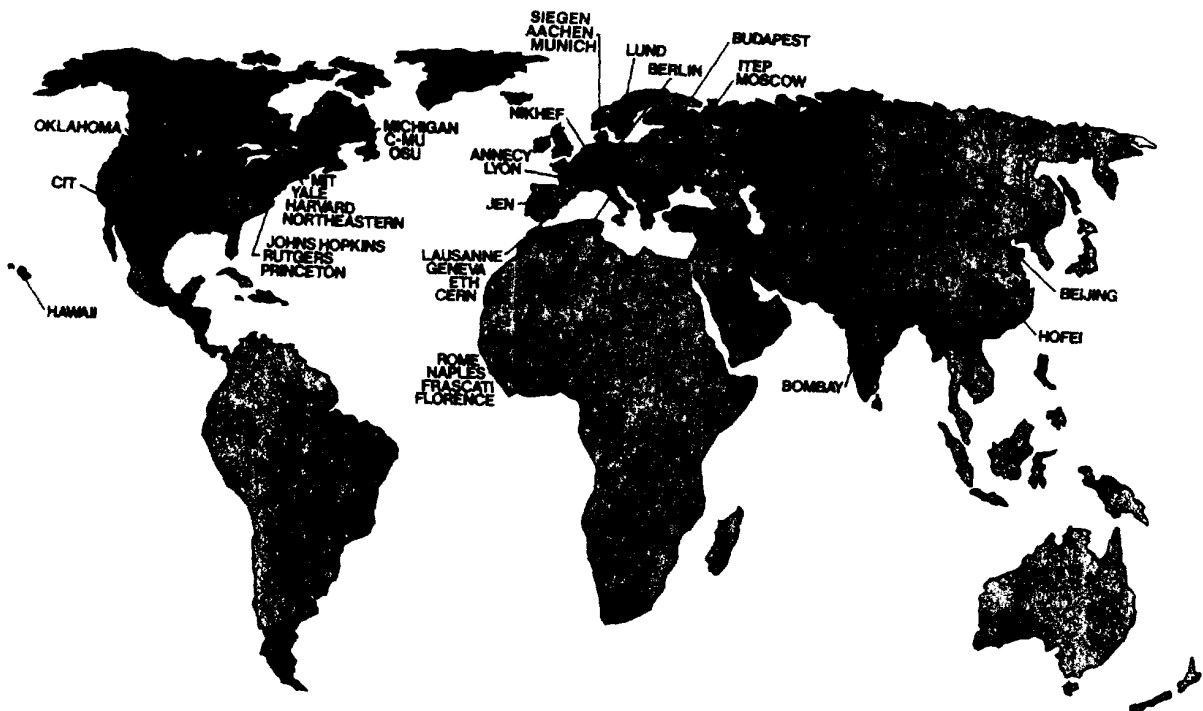 SIEGEN
AACHEN
MUNICH
LUND
BUDAPEST
BERLIN
ITEP
MOSCOW
NIKHEF
OKLAHOMA
MICHIGAN
C-MU
OSU
ANNECY
LYON
CIT
MIT
YALE
HARVARD
NORTHEASTERN
JEN
JOHNS HOPKINS
RUTGERS
PRINCETON
LAUSANNE
GENEVA
ETH
CERN
HAWAII
BEIJING
HOFEI
ROME
NAPLES
FRASCATI
FLORENCE
BOMBAY